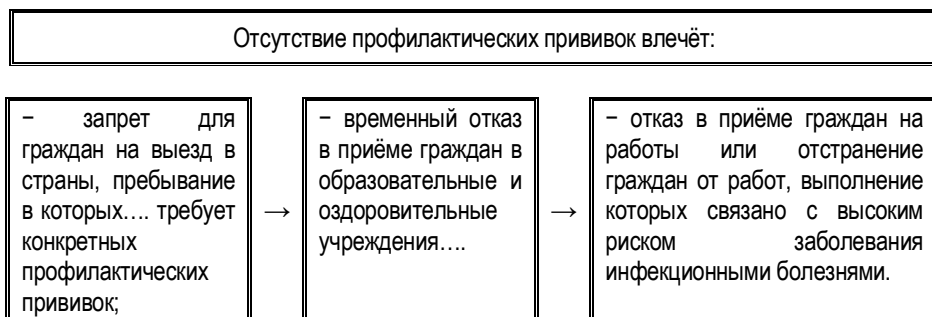 Отсутствие профилактических прививок влечёт:
− запрет для
граждан на выезд в
страны, пребывание
в которых…. требует
конкретных
профилактических
прививок;
→
− временный отказ
в приёме граждан в
образовательные и
оздоровительные
учреждения….
→
− отказ в приёме граждан на
работы или отстранение
граждан от работ, выполнение
которых связано с высоким
риском заболевания
инфекционными болезнями.